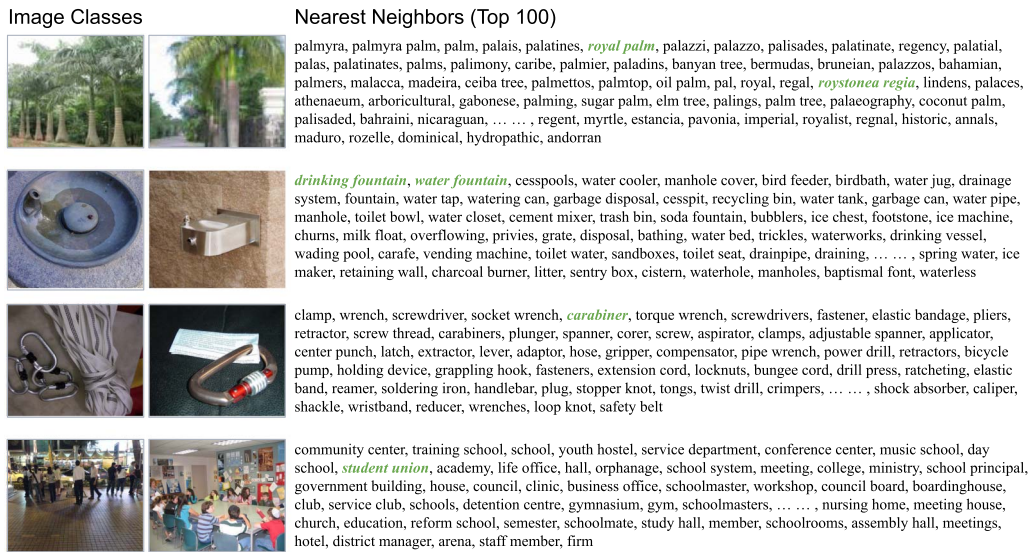 Image Classes
Nearest Neighbors (Top 100)
palmyra, palmyra palm, palm, palais, palatines, royal palm, palazzi, palazzo, palisades, palatinate, regency, palatial,
palas, palatinates, palms, palimony, caribe, palmier, paladins, banyan tree, bermudas, bruneian, palazzos, bahamian,
palmers, malacca, madeira, ceiba tree, palmettos, palmtop, oil palm, pal, royal, regal, roystonea regia, lindens, palaces,
athenaeum, arboricultural, gabonese, palming, sugar palm, elm tree, palings, palm tree, palaeography, coconut palm,
palisaded, bahraini, nicaraguan, … … , regent, myrtle, estancia, pavonia, imperial, royalist, regnal, historic, annals,
maduro, rozelle, dominical, hydropathic, andorran
drinking fountain, water fountain, cesspools, water cooler, manhole cover, bird feeder, birdbath, water jug, drainage
system, fountain, water tap, watering can, garbage disposal, cesspit, recycling bin, water tank, garbage can, water pipe,
manhole, toilet bowl, water closet, cement mixer, trash bin, soda fountain, bubblers, ice chest, footstone, ice machine,
churns, milk float, overflowing, privies, grate, disposal, bathing, water bed, trickles, waterworks, drinking vessel,
wading pool, carafe, vending machine, toilet water, sandboxes, toilet seat, drainpipe, draining, … … , spring water, ice
maker, retaining wall, charcoal burner, litter, sentry box, cistern, waterhole, manholes, baptismal font, waterless
clamp, wrench, screwdriver, socket wrench, carabiner, torque wrench, screwdrivers, fastener, elastic bandage, pliers,
retractor, screw thread, carabiners, plunger, spanner, corer, screw, aspirator, clamps, adjustable spanner, applicator,
center punch, latch, extractor, lever, adaptor, hose, gripper, compensator, pipe wrench, power drill, retractors, bicycle
pump, holding device, grappling hook, fasteners, extension cord, locknuts, bungee cord, drill press, ratcheting, elastic
band, reamer, soldering iron, handlebar, plug, stopper knot, tongs, twist drill, crimpers, … … , shock absorber, caliper,
shackle, wristband, reducer, wrenches, loop knot, safety belt
community center, training school, school, youth hostel, service department, conference center, music school, day
school, student union, academy, life office, hall, orphanage, school system, meeting, college, ministry, school principal,
government building, house, council, clinic, business office, schoolmaster, workshop, council board, boardinghouse,
club, service club, schools, detention centre, gymnasium, gym, schoolmasters, … … , nursing home, meeting house,
church, education, reform school, semester, schoolmate, study hall, member, schoolrooms, assembly hall, meetings,
hotel, district manager, arena, staff member, firm